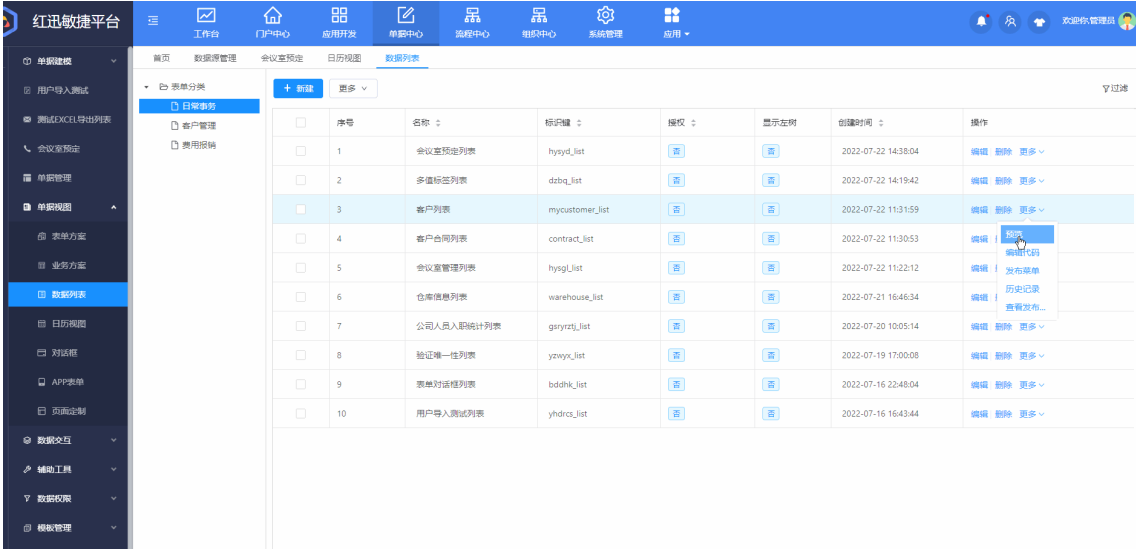 红迅敏捷平台
工作台 门户中心 应用开发 单据中心 流程中心 组织中心 系统管理 应用
欢迎你,管理员
首页 数据源管理 会议室预定 日历视图 数据列表
单据建模
用户导入测试
测试EXCEL导出列表
会议室预定
单据管理
单据视图
表单方案
业务方案
数据列表
日历视图
对话框
APP表单
页面定制
数据交互
辅助工具
数据权限
模板管理
表单分类
日常事务
客户管理
费用报销
+ 新建 更多 过滤
序号 名称 标识键 授权 显示左树 创建时间 操作
1 会议室预定列表 hysyd_list 否 否 2022-07-22 14:38:04 编辑 删除 更多
2 多值标签列表 dzbq_list 否 否 2022-07-22 14:19:42 编辑 删除 更多
3 客户列表 mycustomer_list 否 否 2022-07-22 11:31:59 编辑 删除 更多
4 客户合同列表 contract_list 否 否 2022-07-22 11:30:53 编辑
5 会议室管理列表 hysgl_list 否 否 2022-07-22 11:22:12 编辑
6 仓库信息列表 warehouse_list 否 否 2022-07-21 16:46:34 编辑
7 公司人员入职统计列表 gsryrztj_list 否 否 2022-07-20 10:05:14 编辑 删除 更多
8 验证唯一性列表 yzwyx_list 否 否 2022-07-19 17:00:08 编辑 删除 更多
9 表单对话框列表 bddhk_list 否 否 2022-07-16 22:48:04 编辑 删除 更多
10 用户导入测试列表 yhdrcs_list 否 否 2022-07-16 16:43:44 编辑 删除 更多
预览
编辑代码
发布菜单
历史记录
查看发布...